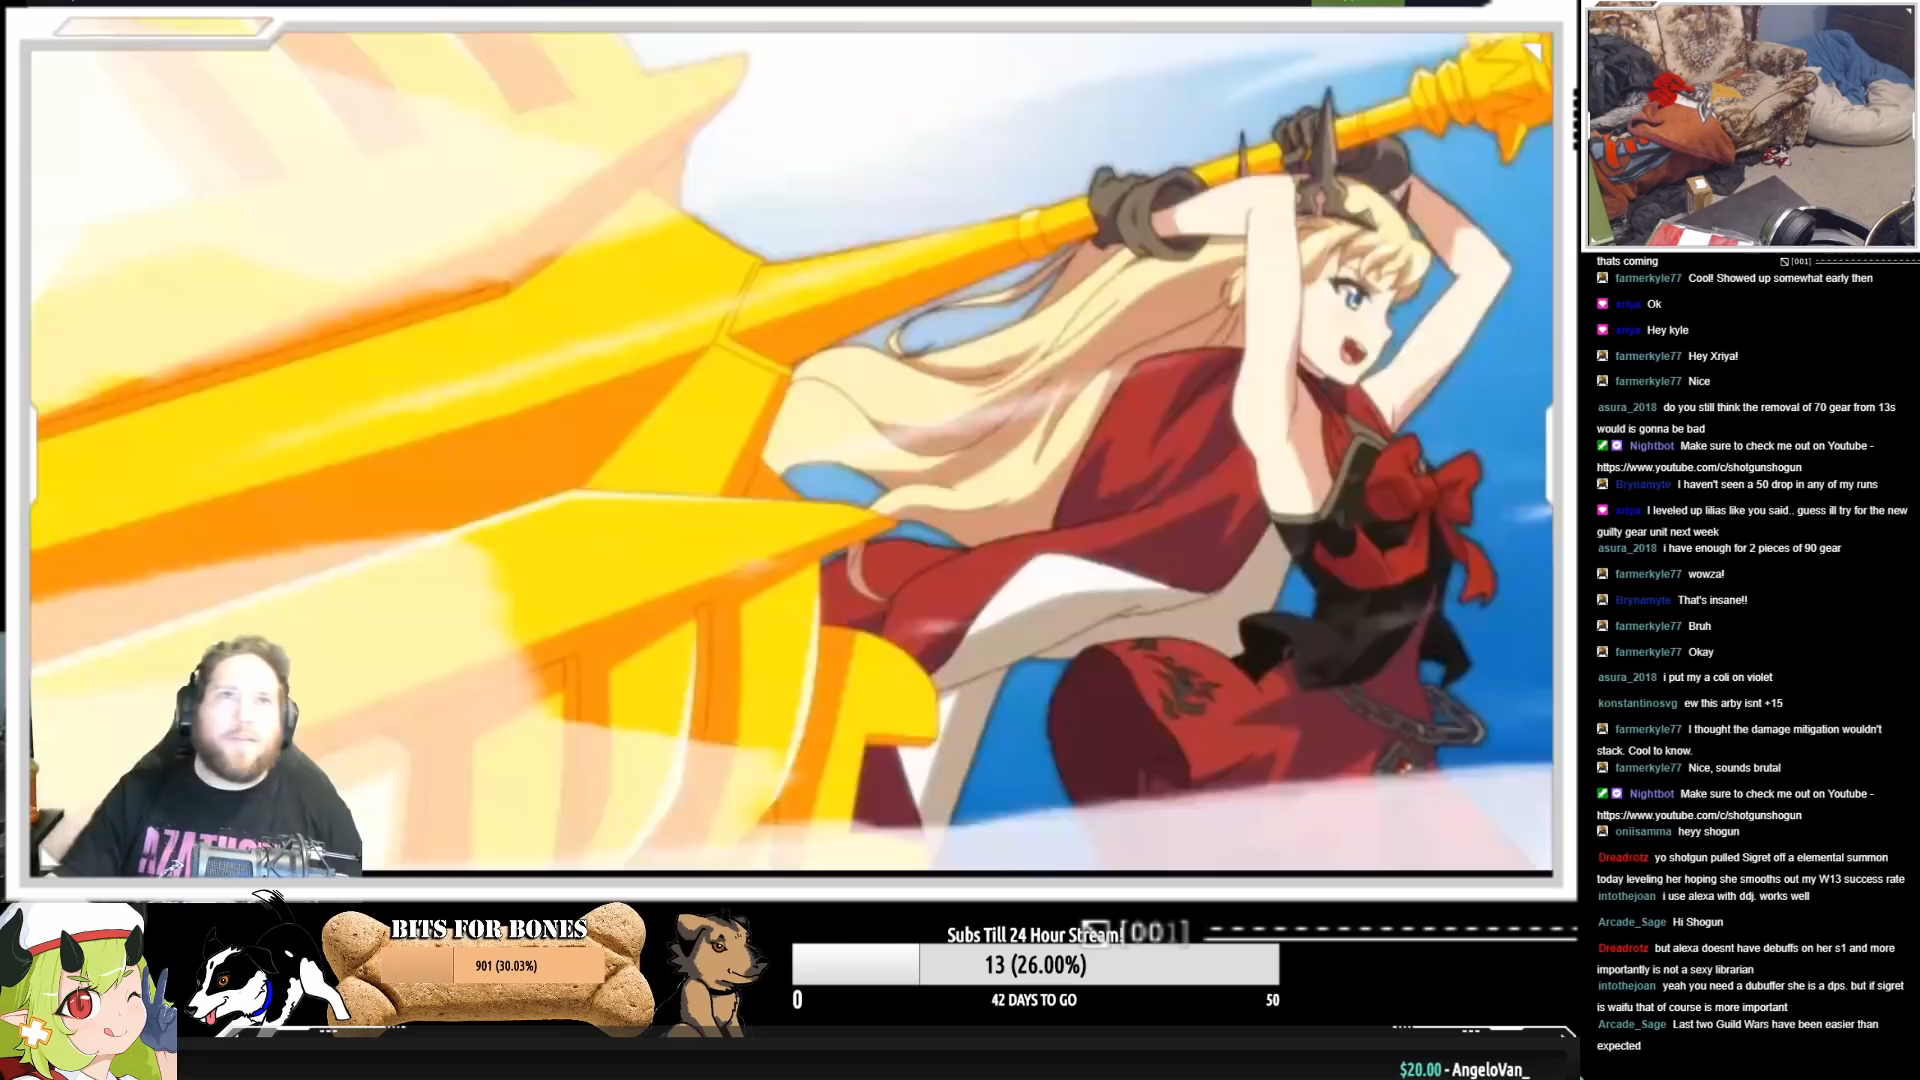 thats coming
[001]
farmerkyle77 Cool! Showed up somewhat early then
xriya Ok
xriya Hey kyle
farmerkyle77 Hey Xriya!
farmerkyle77 Nice
asura_2018 do you still think the removal of 70 gear from 13s
would is gonna be bad
Nightbot Make sure to check me out on Youtube -
https://www.youtube.com/c/shotgunshogun
Brynamyte I haven't seen a 50 drop in any of my runs
xriya I leveled up lilias like you said.. guess ill try for the new
guilty gear unit next week
asura_2018 i have enough for 2 pieces of 90 gear
farmerkyle77 wowza!
Brynamyte That's insane!!
farmerkyle77 Bruh
farmerkyle77 Okay
asura_2018 i put my a coli on violet
konstantinosvg ew this arby isnt +15
farmerkyle77 I thought the damage mitigation wouldn't
stack. Cool to know.
farmerkyle77 Nice, sounds brutal
Nightbot Make sure to check me out on Youtube -
https://www.youtube.com/c/shotgunshogun
oniisamma heyy shogun
Dreadrotz yo shotgun pulled Sigret off a elemental summon
today leveling her hoping she smooths out my W13 success rate
intothejoan i use alexa with ddj. works well
Arcade_Sage Hi Shogun
Dreadrotz but alexa doesnt have debuffs on her s1 and more
importantly is not a sexy librarian
intothejoan yeah you need a dubuffer she is a dps. but if sigret
is waifu that of course is more important
Arcade_Sage Last two Guild Wars have been easier than
expected
BITS FOR BONES
901 (30.03%)
Subs Till 24 Hour Stream!
[001]
13 (26.00%)
0
42 DAYS TO GO
50
$20.00 - AngeloVan_